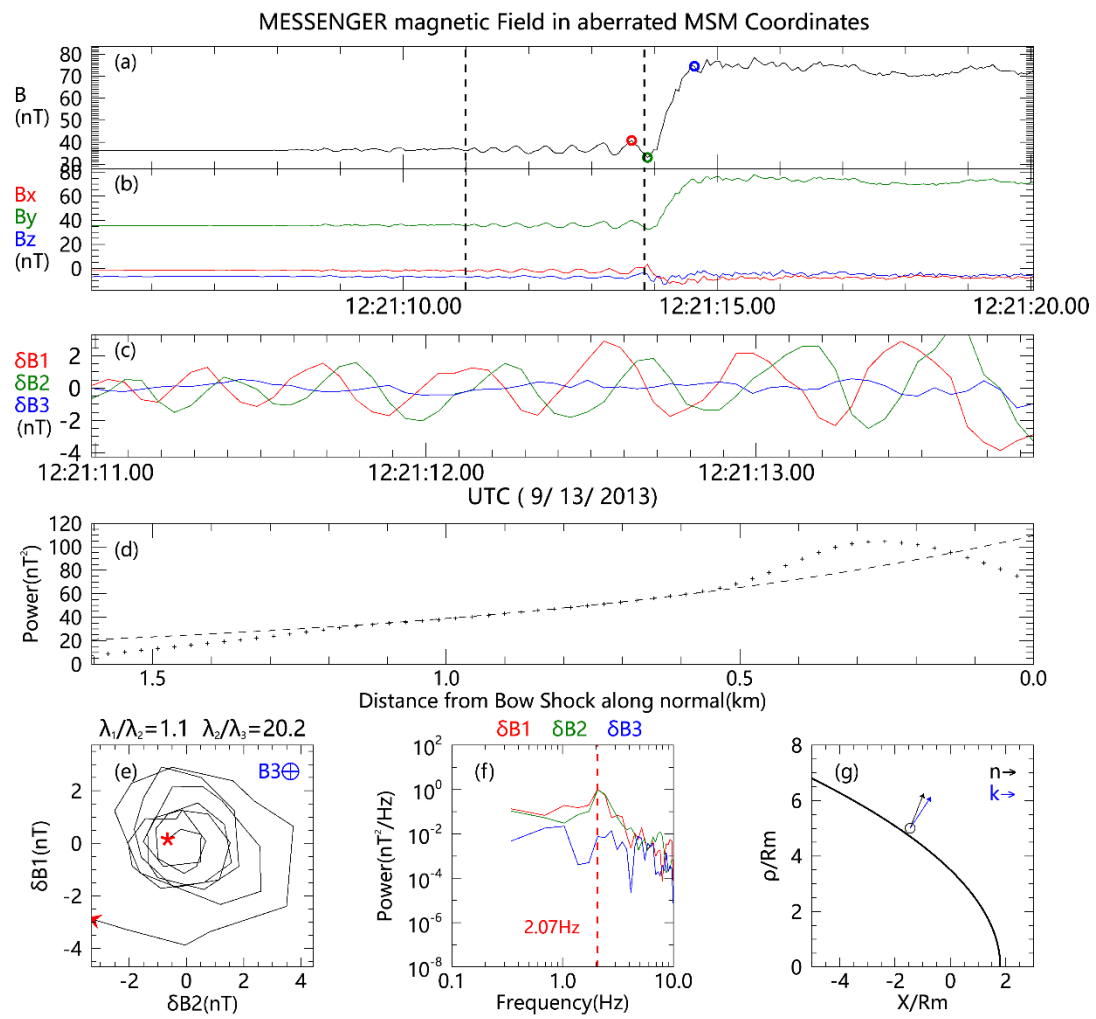 MESSENGER magnetic Field in aberrated MSM Coordinates
(a)
B
(nT)
80
70
60
50
40
30
(b)
Bx
By
Bz
(nT)
80
60
40
20
0
12:21:10.00 12:21:15.00 12:21:20.00
(c)
δB1
δB2
δB3
(nT)
2
0
-2
-4
12:21:11.00 12:21:12.00 12:21:13.00
UTC ( 9/ 13/ 2013)
(d)
Power(nT²)
120
100
80
60
40
20
0
1.5 1.0 0.5 0.0
Distance from Bow Shock along normal(km)
λ₁/λ₂=1.1 λ₂/λ₃=20.2
(e)
B3⊕
δB1(nT)
2
0
-2
-4
-2 0 2 4
δB2(nT)
δB1 δB2 δB3
(f)
Power(nT²/Hz)
10²
10⁰
10⁻²
10⁻⁴
10⁻⁶
10⁻⁸
2.07Hz
0.1 1.0 10.0
Frequency(Hz)
(g)
n→
k→
ρ/Rm
8
6
4
2
0
-4 -2 0 2
X/Rm